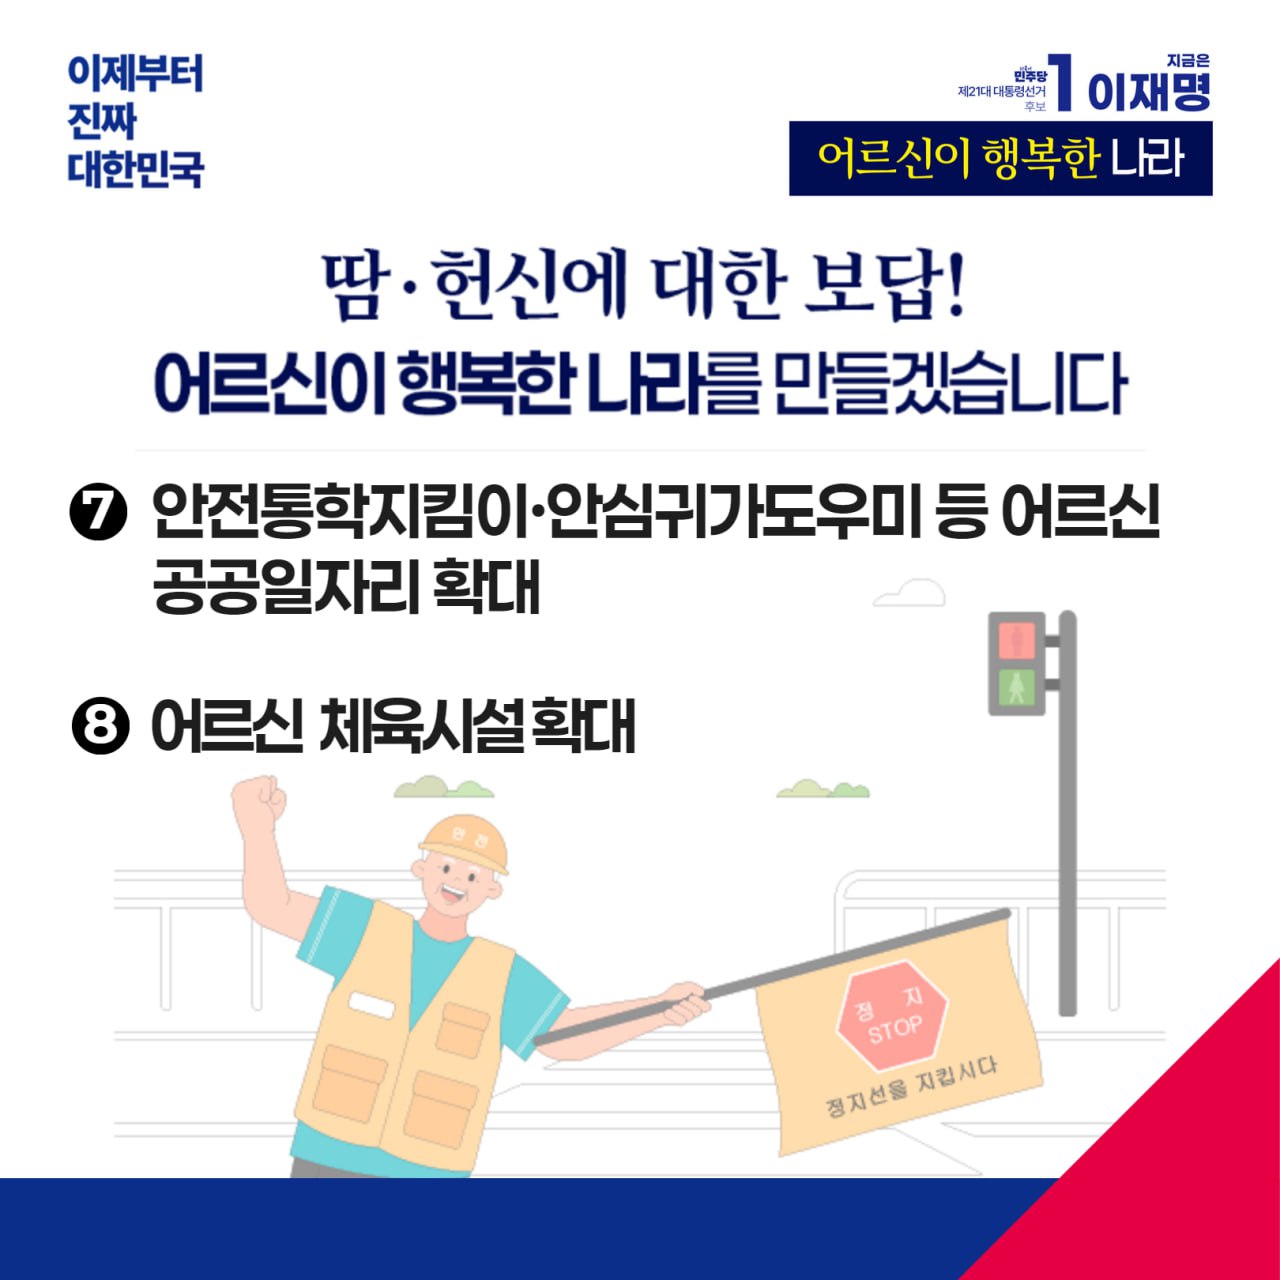 이제부터
진짜
대한민국
지금은
민주당
제21대 대통령선거
후보
1 이재명
어르신이 행복한 나라
땀·헌신에 대한 보답!
어르신이 행복한 나라를 만들겠습니다
7 안전통학지킴이·안심귀가도우미 등 어르신
공공일자리 확대
8 어르신 체육시설 확대
안전
정지
STOP
정지선을 지킵시다